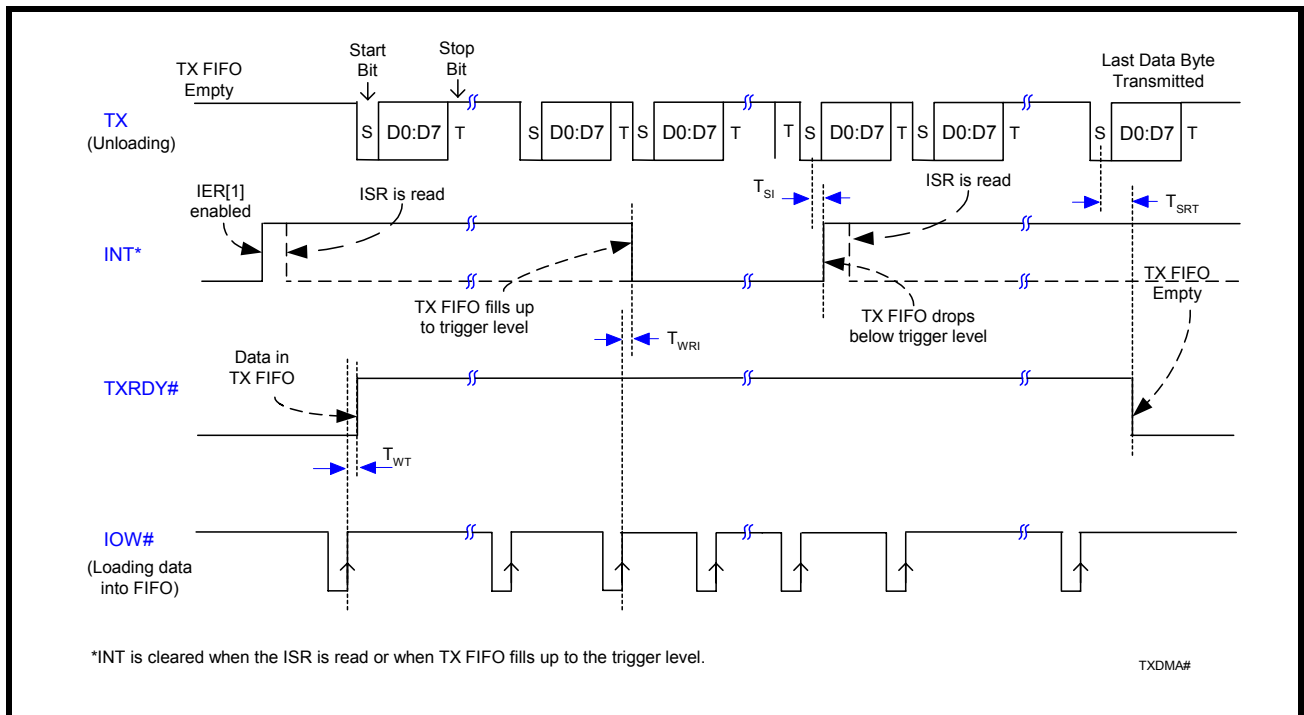 Start
Bit
Stop
Bit
TX FIFO
Empty
Last Data Byte
Transmitted
TX
(Unloading)
S D0:D7 T S D0:D7 T S D0:D7 T T S D0:D7 T S D0:D7 T S D0:D7 T
IER[1]
enabled
ISR is read
TSI
ISR is read
TSRT
INT*
TX FIFO fills up
to trigger level
TX FIFO drops
below trigger level
TX FIFO
Empty
TWRI
Data in
TX FIFO
TXRDY#
TWT
IOW#
(Loading data
into FIFO)
*INT is cleared when the ISR is read or when TX FIFO fills up to the trigger level.
TXDMA#